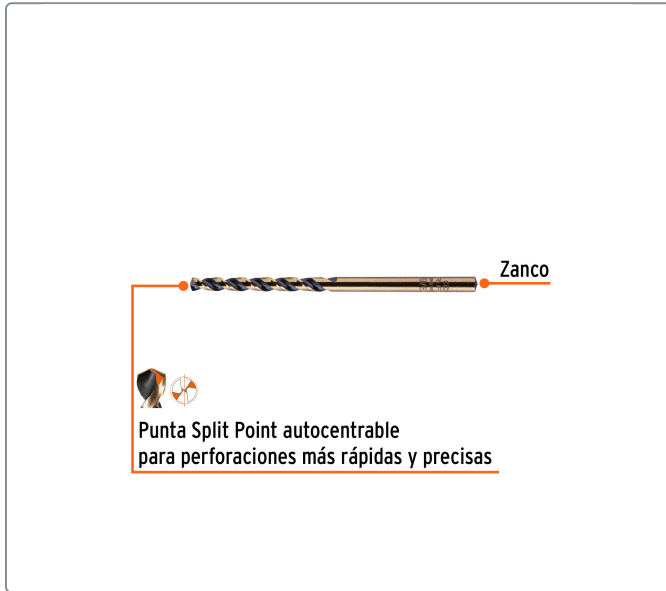 Zanco
Punta Split Point autocentrable
para perforaciones más rápidas y precisas